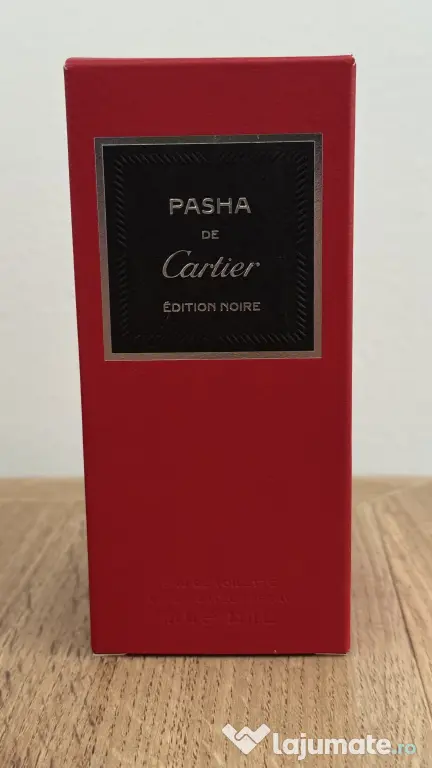 PASHA
DE
Cartier
ÉDITION NOIRE
lajumate.ro